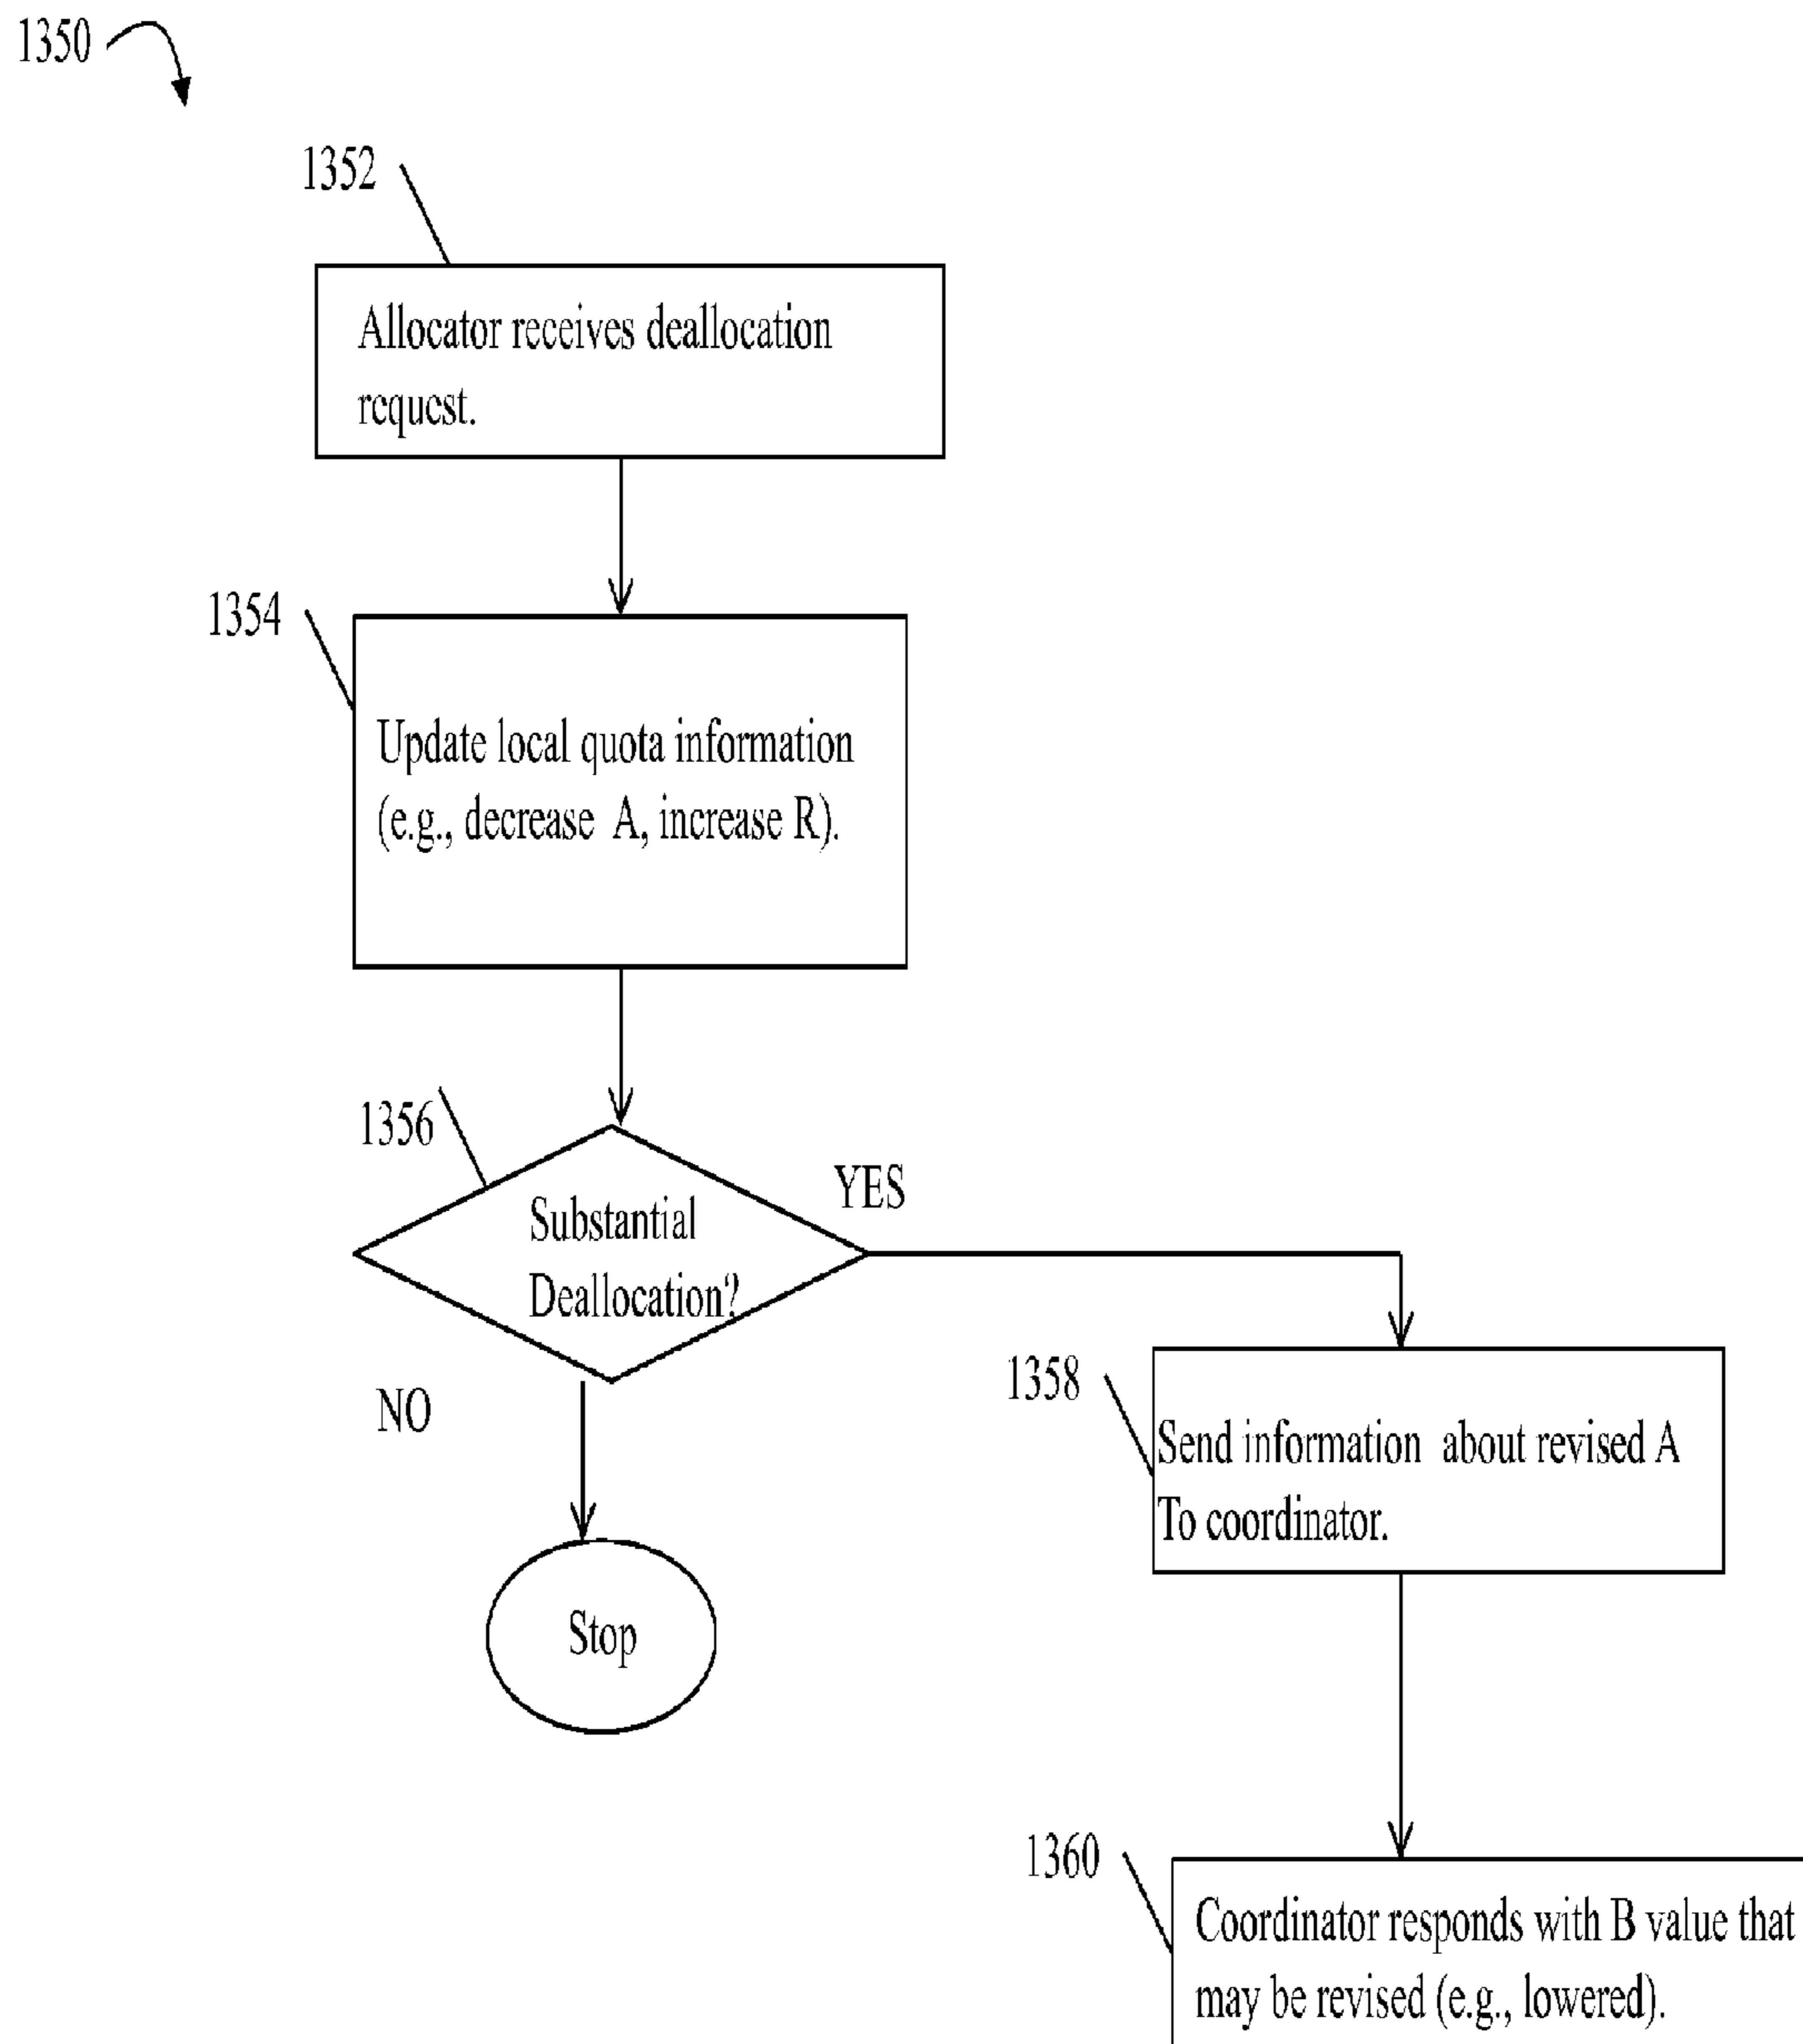 1350
1352
Allocator receives deallocation
request.
1354
Update local quota information
(e.g., decrease A, increase R).
1356
YES
Substantial
Deallocation?
NO
1358
Send information about revised A
To coordinator.
Stop
1360
Coordinator responds with B value that
may be revised (e.g., lowered).